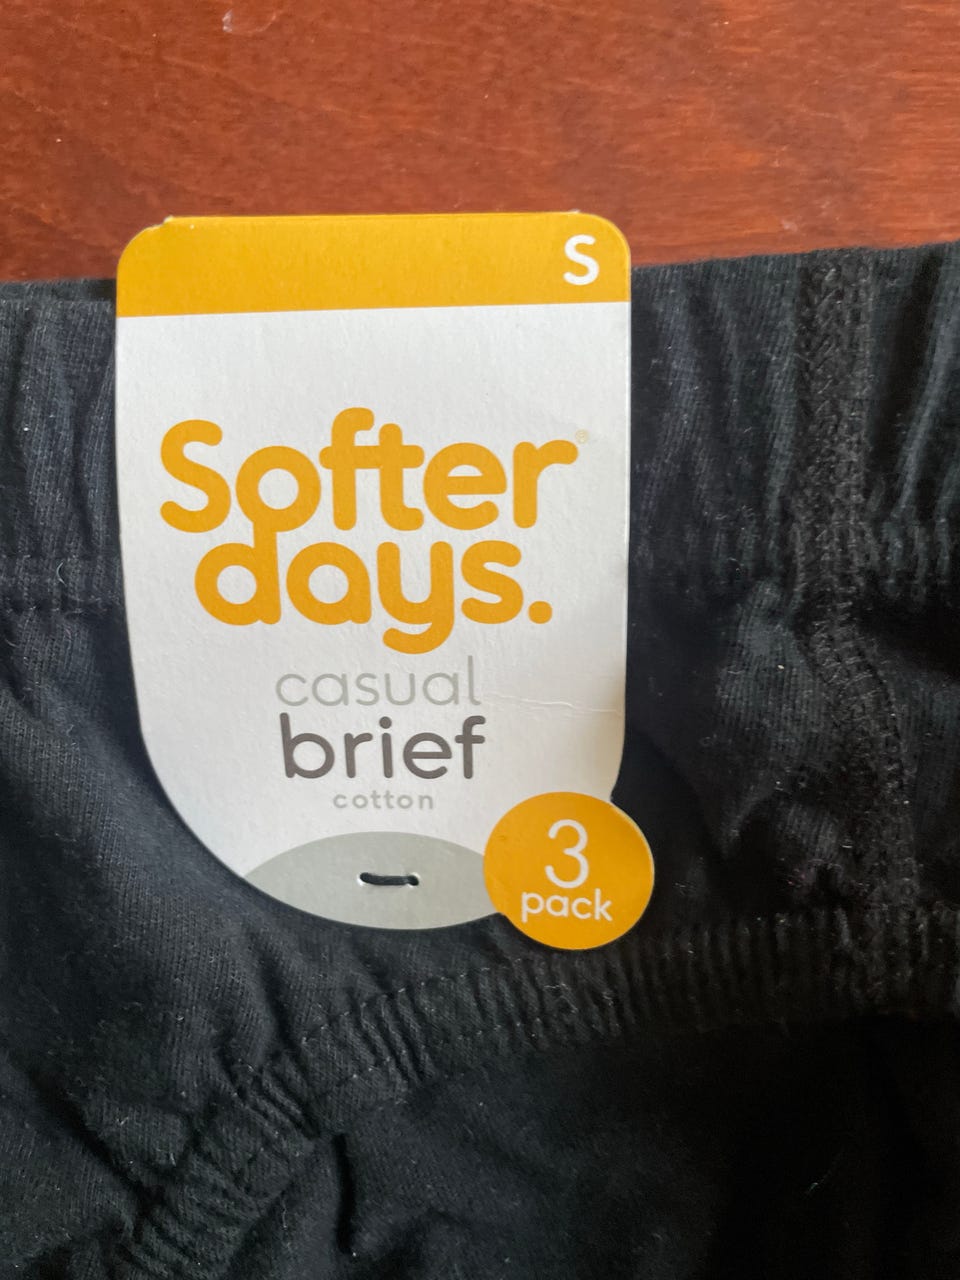 S
Softer®
days.
casual
brief
cotton
3
pack